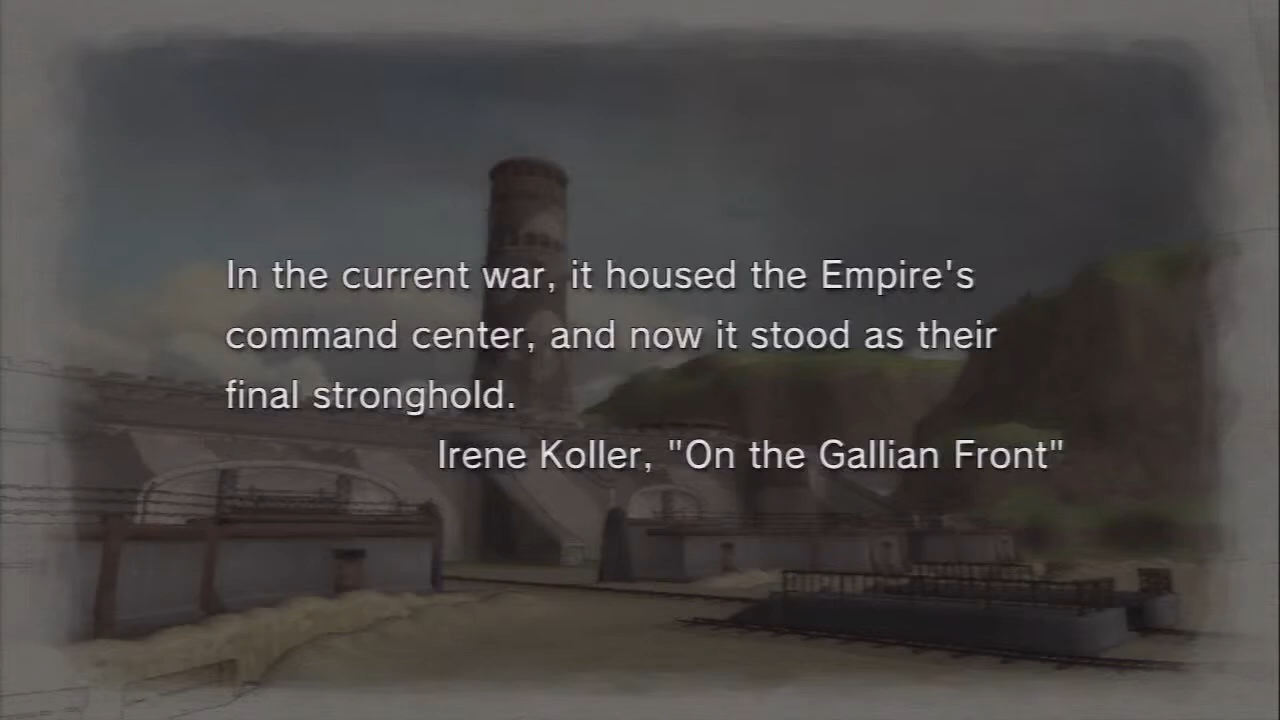 In the current war, it housed the Empire's
command center, and now it stood as their
final stronghold.
Irene Koller, "On the Gallian Front"